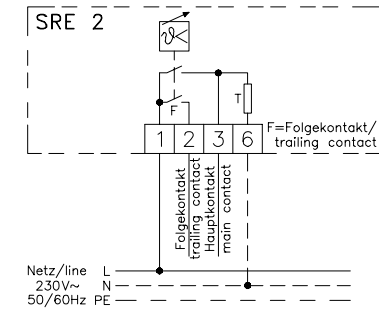 SRE 2
ϑ<
F
T
1 2 3 6
F=Folgekontakt/
trailing contact
Folgekontakt
trailing contact
Hauptkontakt
main contact
Netz/line L
230V~ N
50/60Hz PE